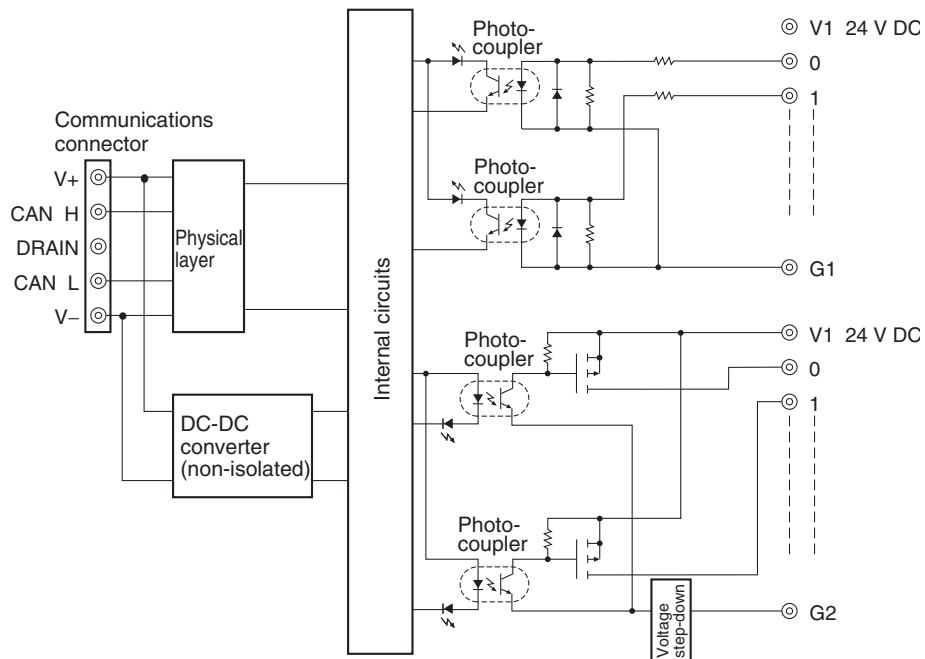 Communications
connector
V+
CAN H
DRAIN
CAN L
V–
Physical
layer
DC-DC
converter
(non-isolated)
Internal circuits
Photo-
coupler
Photo-
coupler
V1 24 V DC
0
1
G1
Photo-
coupler
Photo-
coupler
V1 24 V DC
0
1
Voltage
step-down
G2